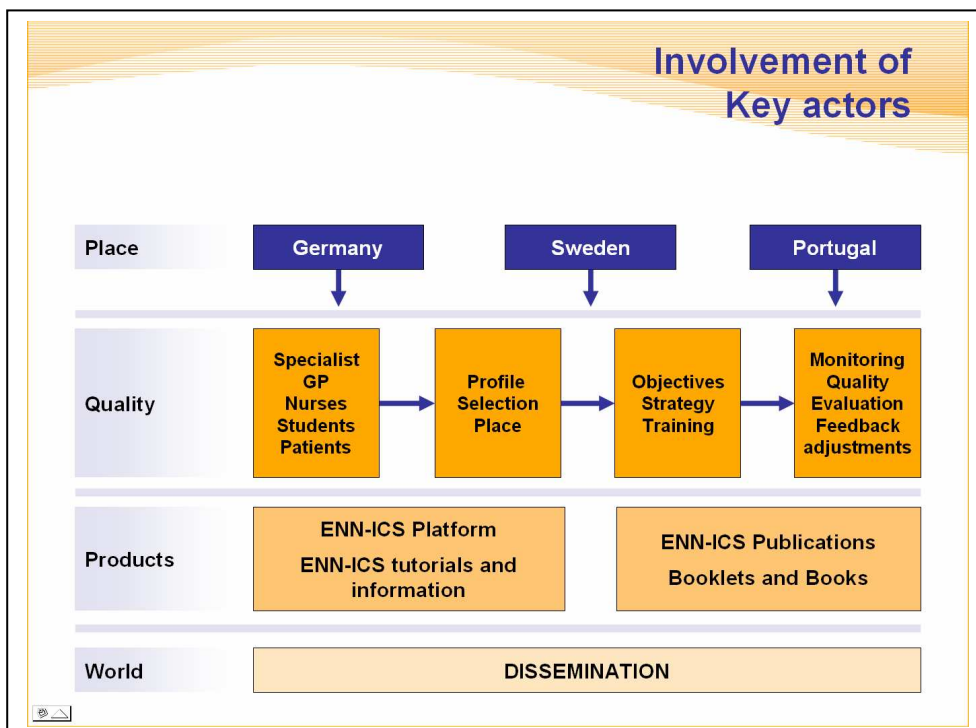 Involvement of
Key actors
Place
Germany
Sweden
Portugal
Quality
Specialist
GP
Nurses
Students
Patients
Profile
Selection
Place
Objectives
Strategy
Training
Monitoring
Quality
Evaluation
Feedback
adjustments
Products
ENN-ICS Platform
ENN-ICS tutorials and
information
ENN-ICS Publications
Booklets and Books
World
DISSEMINATION